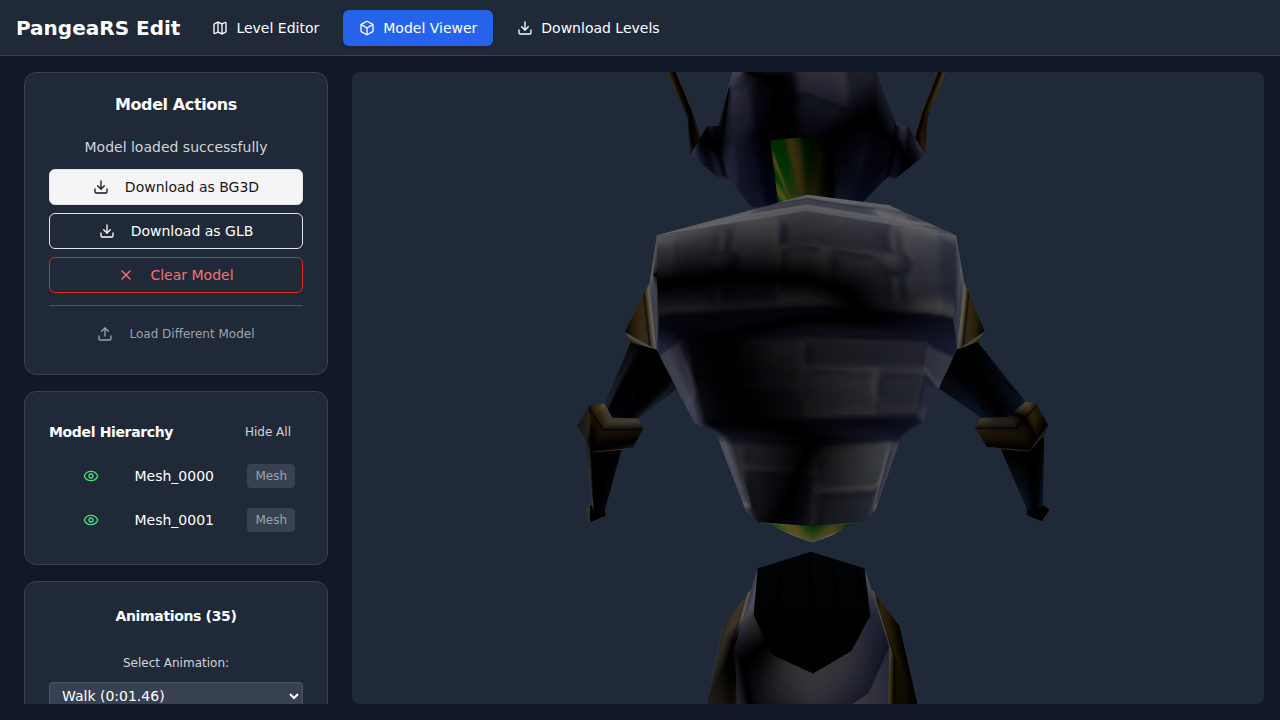 PangeaRS Edit
Level Editor
Model Viewer
Download Levels
Model Actions
Model loaded successfully
Download as BG3D
Download as GLB
Clear Model
Load Different Model
Model Hierarchy
Hide All
Mesh_0000
Mesh
Mesh_0001
Mesh
Animations (35)
Select Animation:
Walk (0:01.46)